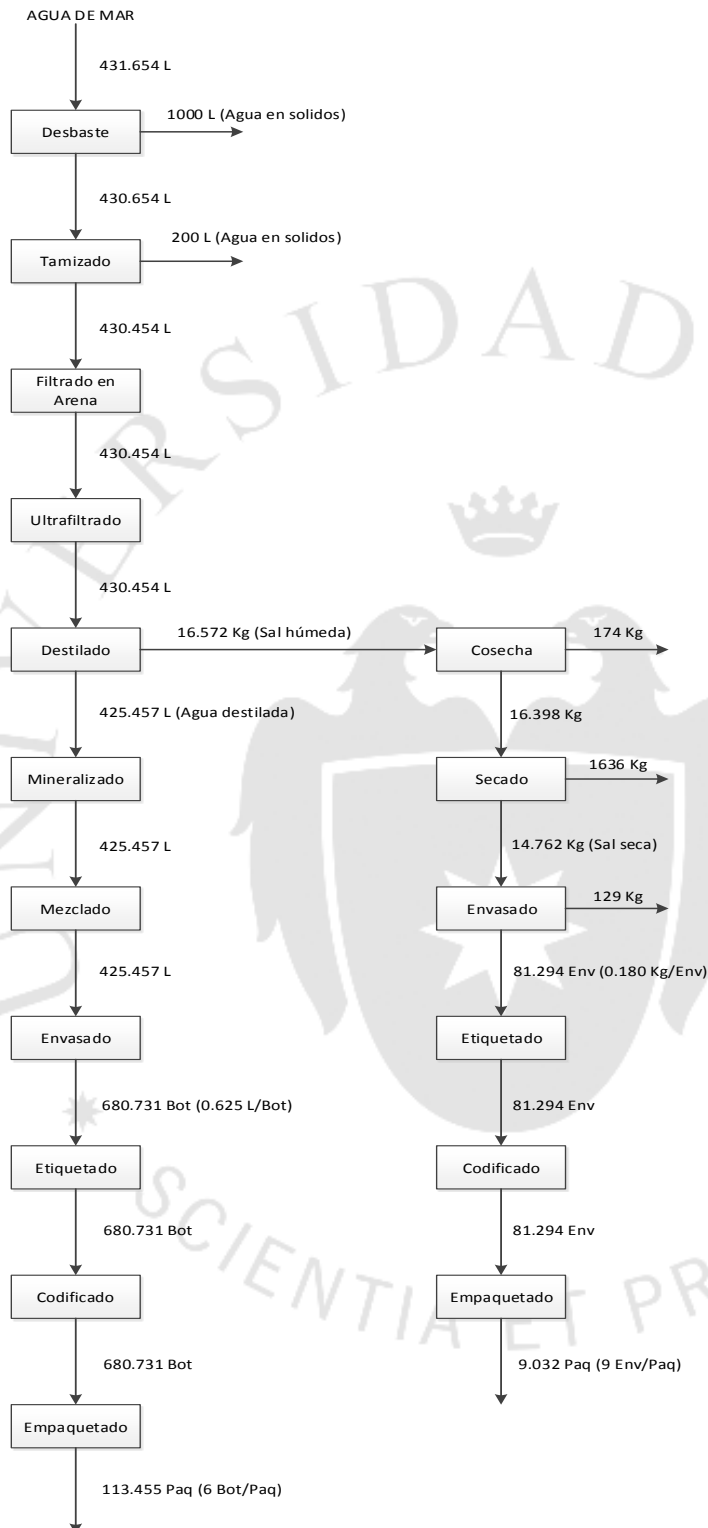 AGUA DE MAR
431.654 L
Desbaste
1000 L (Agua en solidos)
430.654 L
Tamizado
200 L (Agua en solidos)
430.454 L
Filtrado en
Arena
430.454 L
Ultrafiltrado
430.454 L
Destilado
16.572 Kg (Sal húmeda)
Cosecha
174 Kg
425.457 L (Agua destilada)
16.398 Kg
Mineralizado
Secado
1636 Kg
425.457 L
14.762 Kg (Sal seca)
Mezclado
Envasado
129 Kg
425.457 L
81.294 Env (0.180 Kg/Env)
Envasado
Etiquetado
680.731 Bot (0.625 L/Bot)
81.294 Env
Etiquetado
Codificado
680.731 Bot
81.294 Env
Codificado
Empaquetado
680.731 Bot
9.032 Paq (9 Env/Paq)
Empaquetado
113.455 Paq (6 Bot/Paq)
UNIVERSIDAD
SCIENTIA ET PR